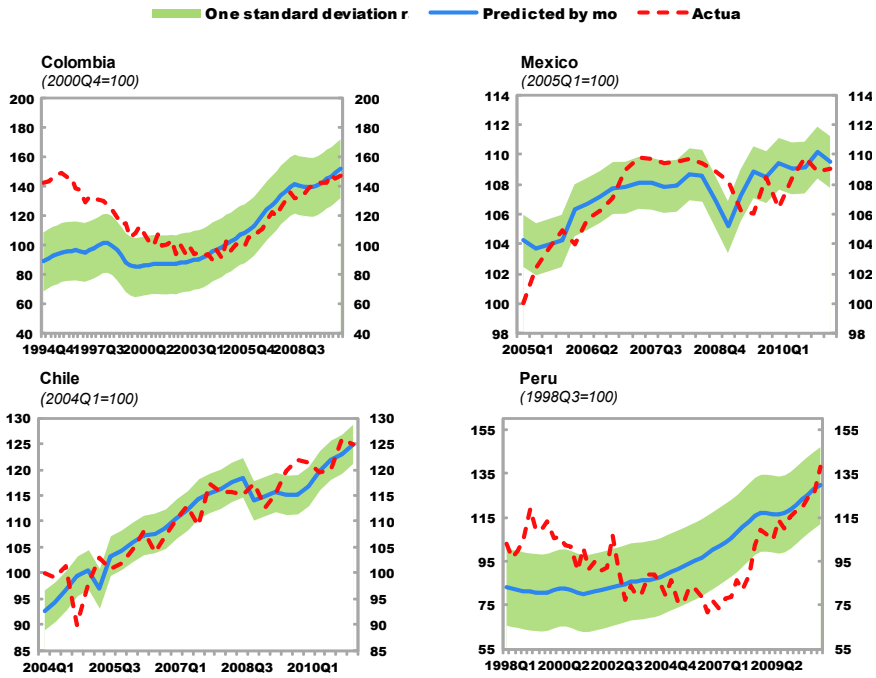 One standard deviation r. Predicted by mo Actua
Colombia
(2000Q4=100)
200 200
180 180
160 160
140 140
120 120
100 100
80 80
60 60
40 40
1994Q4 1997Q3 2000Q2 2003Q1 2005Q4 2008Q3
Mexico
(2005Q1=100)
114 114
112 112
110 110
108 108
106 106
104 104
102 102
100 100
98 98
2005Q1 2006Q2 2007Q3 2008Q4 2010Q1
Chile
(2004Q1=100)
130 130
125 125
120 120
115 115
110 110
105 105
100 100
95 95
90 90
85 85
2004Q1 2005Q3 2007Q1 2008Q3 2010Q1
Peru
(1998Q3=100)
155 155
135 135
115 115
95 95
75 75
55 55
1998Q1 2000Q2 2002Q3 2004Q4 2007Q1 2009Q2